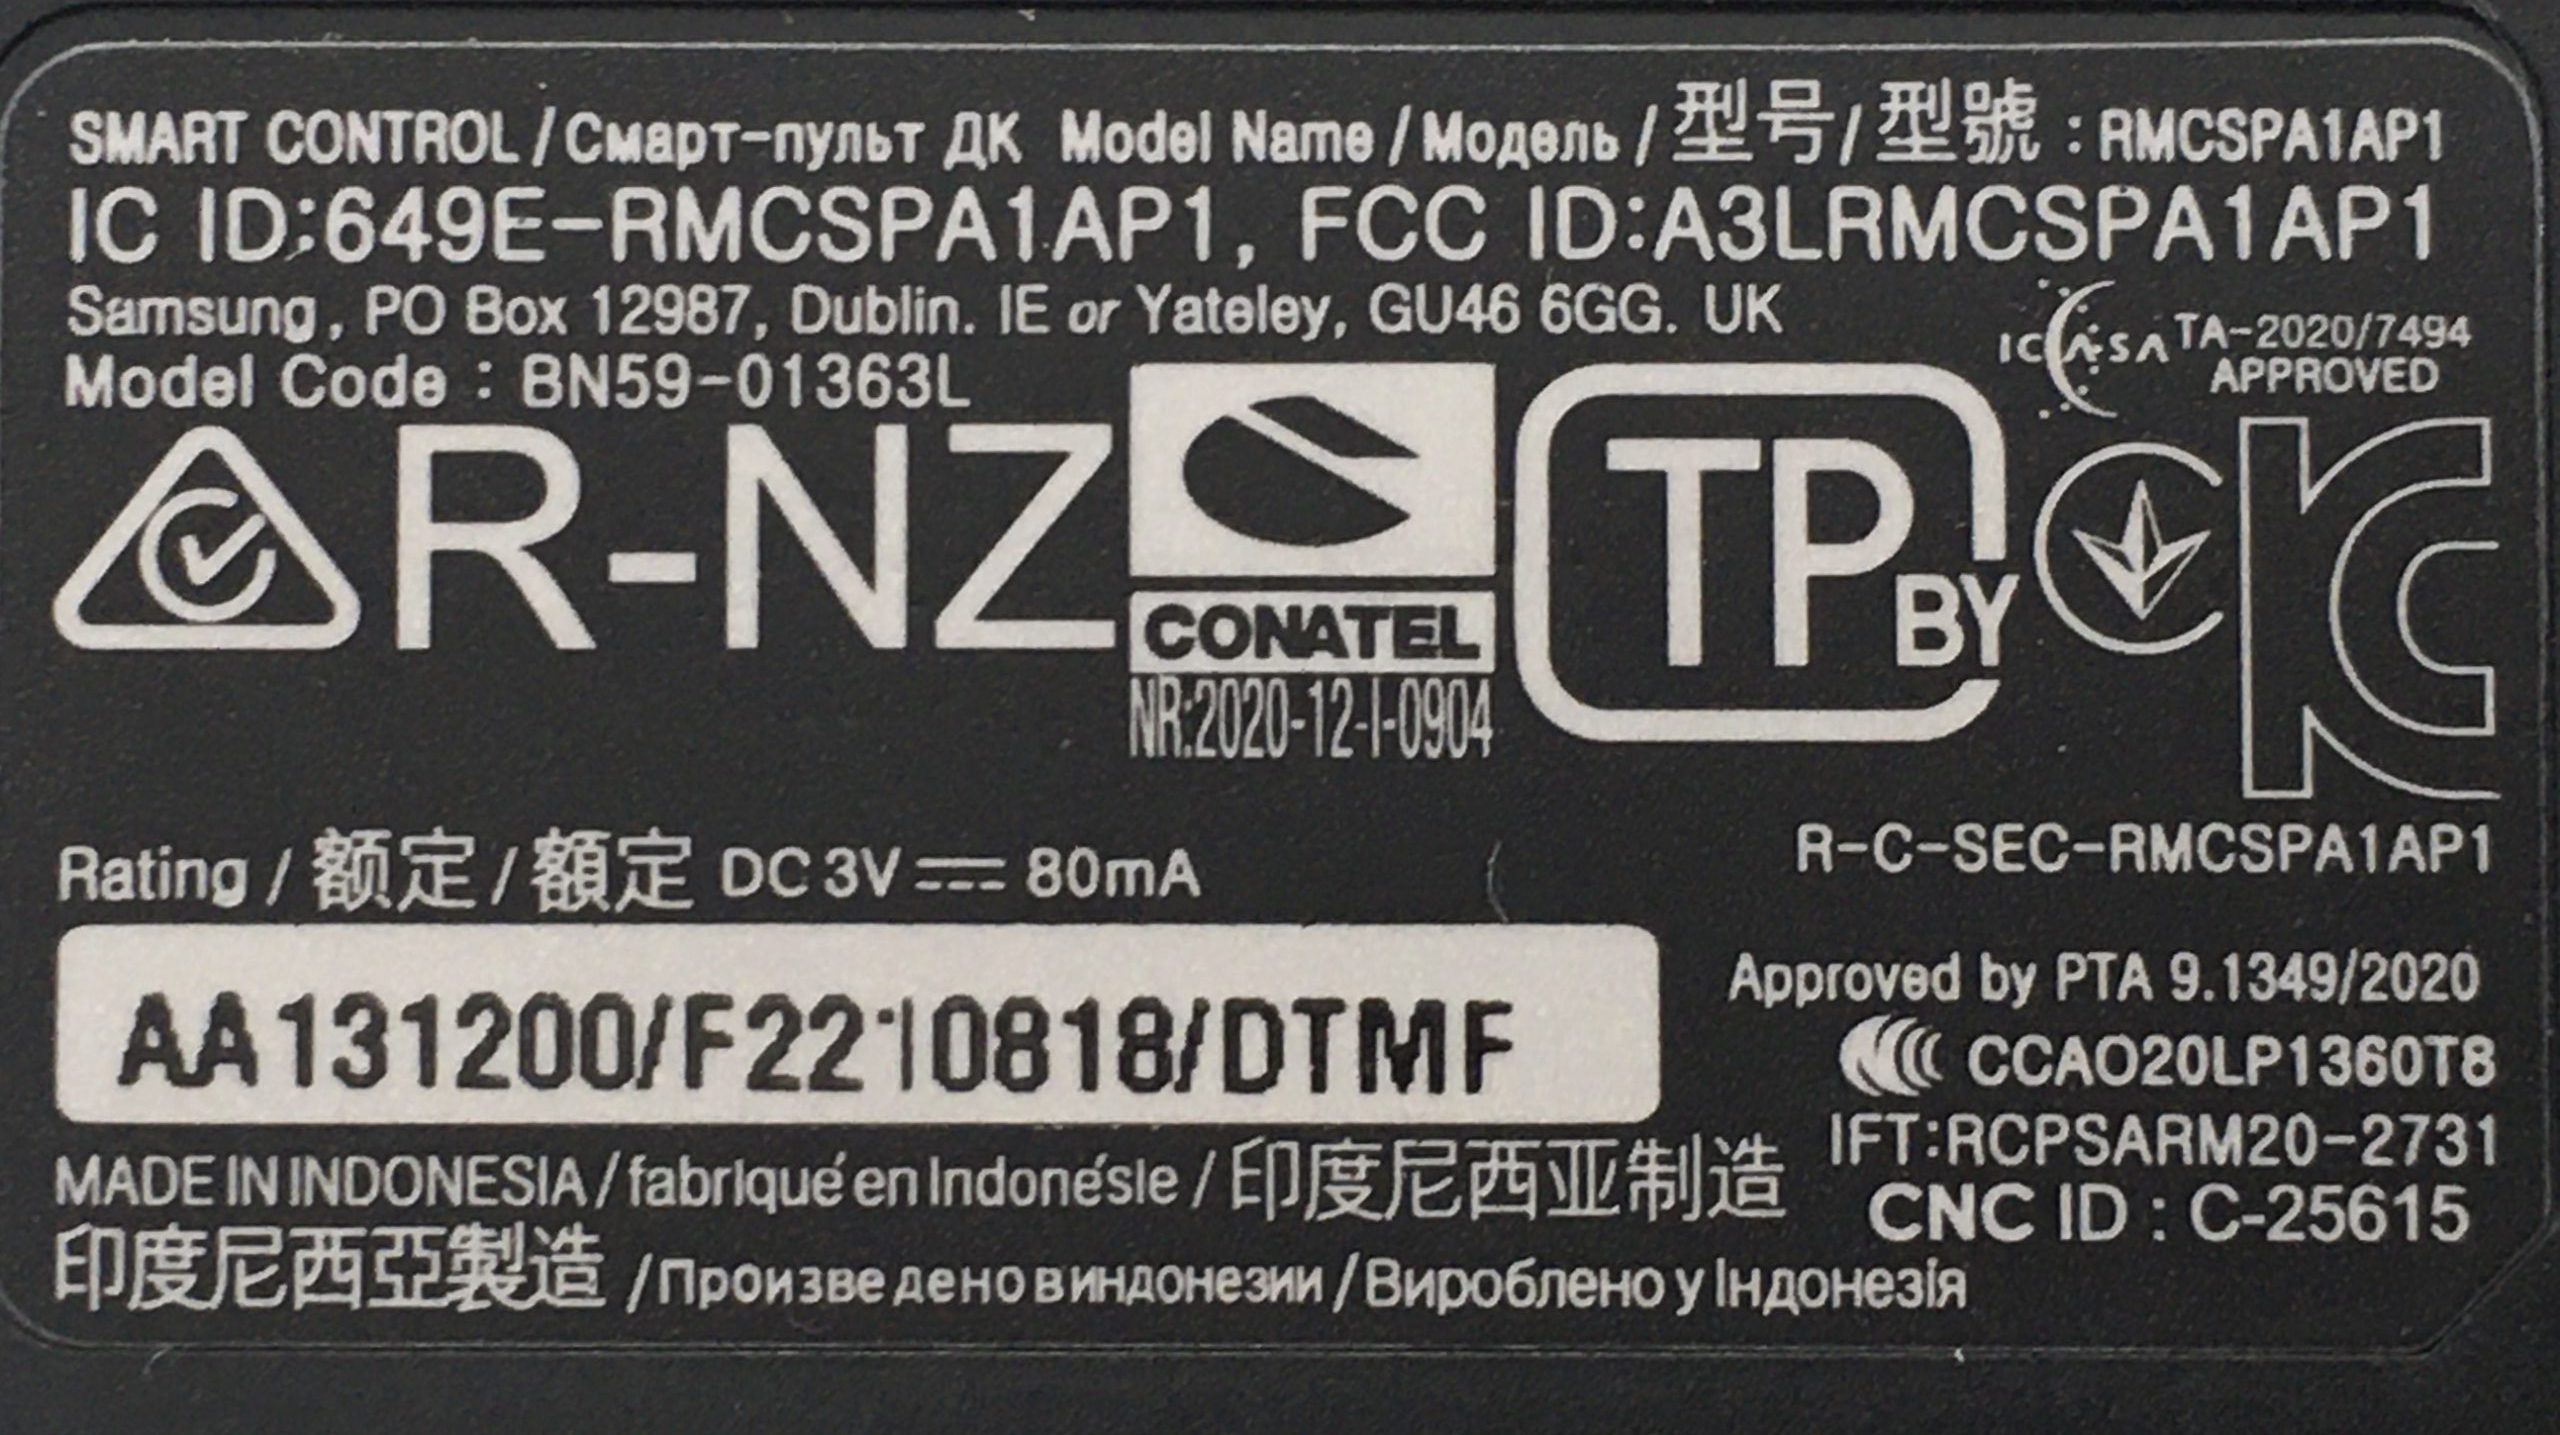 SMART CONTROL/Смарт-пульт ДК Model Name/Модель/型号/型號:RMCSPA1AP1
IC ID:649E-RMCSPA1AP1, FCC ID:A3LRMCSPA1AP1
Samsung, PO Box 12987, Dublin. IE or Yateley, GU46 6GG. UK
ICASA TA-2020/7494
APPROVED
Model Code : BN59-01363L
R-NZ
CONATEL
NR:2020-12-I-0904
TP BY
R-C-SEC-RMCSPA1AP1
Rating / 额定 / 額定 DC 3V 80mA
AA131200/F2210818/DTMF
Approved by PTA 9.1349/2020
CCAO20LP1360T8
IFT:RCPSARM20-2731
CNC ID : C-25615
MADE IN INDONESIA/fabriqué en Indonésie/印度尼西亚制造
印度尼西亞製造/Произведено в индонезии/Вироблено у Індонезія